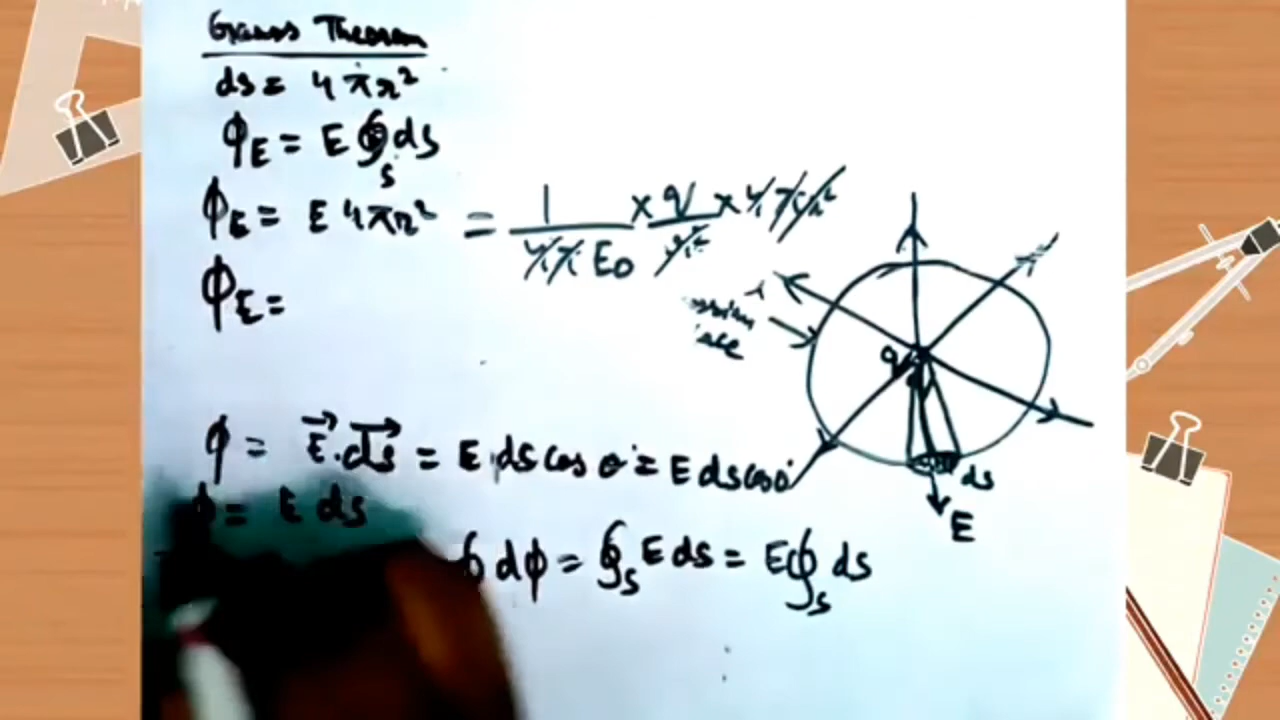 Gauss Theorem
ds = 4πr²
ϕE = E ∮s ds
ϕE = E 4πr² = 1/4πE₀ × q/r² × 4πr²
ϕE =
q
ds
E
ϕ = E⃗.ds⃗ = E ds cos θ = E ds cos0°
ϕ = E ds
∮ dϕ = ∮s E ds = E ∮s ds